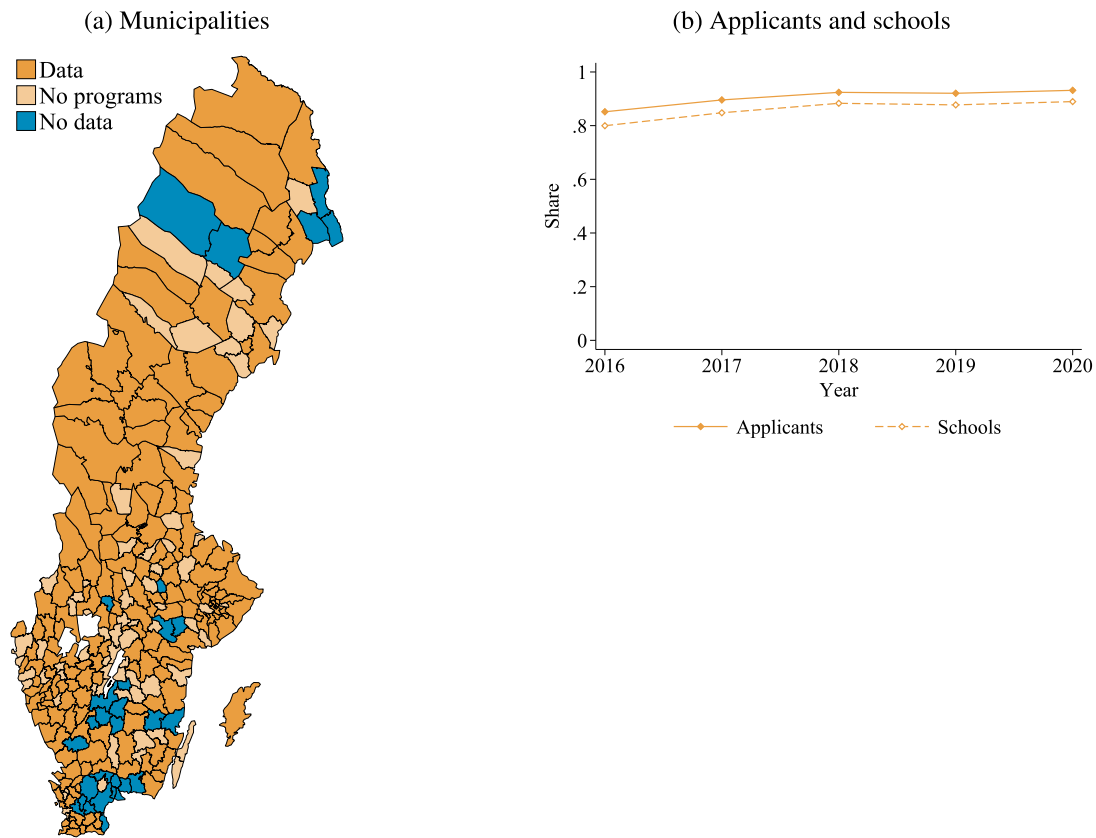 (a) Municipalities
Data
No programs
No data
(b) Applicants and schools
1
.8
.6
.4
.2
0
Share
2016 2017 2018 2019 2020
Year
Applicants Schools